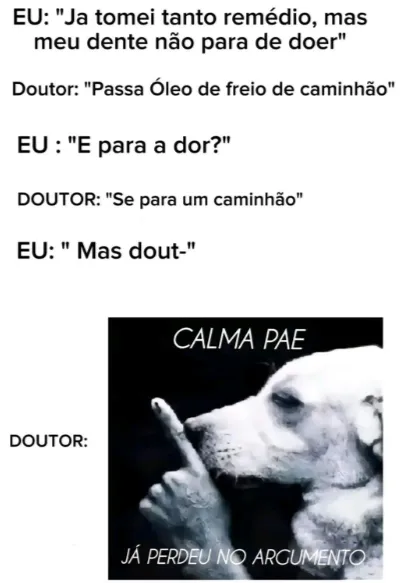 EU: "Ja tomei tanto remédio, mas
meu dente não para de doer"
Doutor: "Passa Óleo de freio de caminhão"
EU : "E para a dor?"
DOUTOR: "Se para um caminhão"
EU: " Mas dout-"
CALMA PAE
DOUTOR:
JÁ PERDEU NO ARGUMENTO